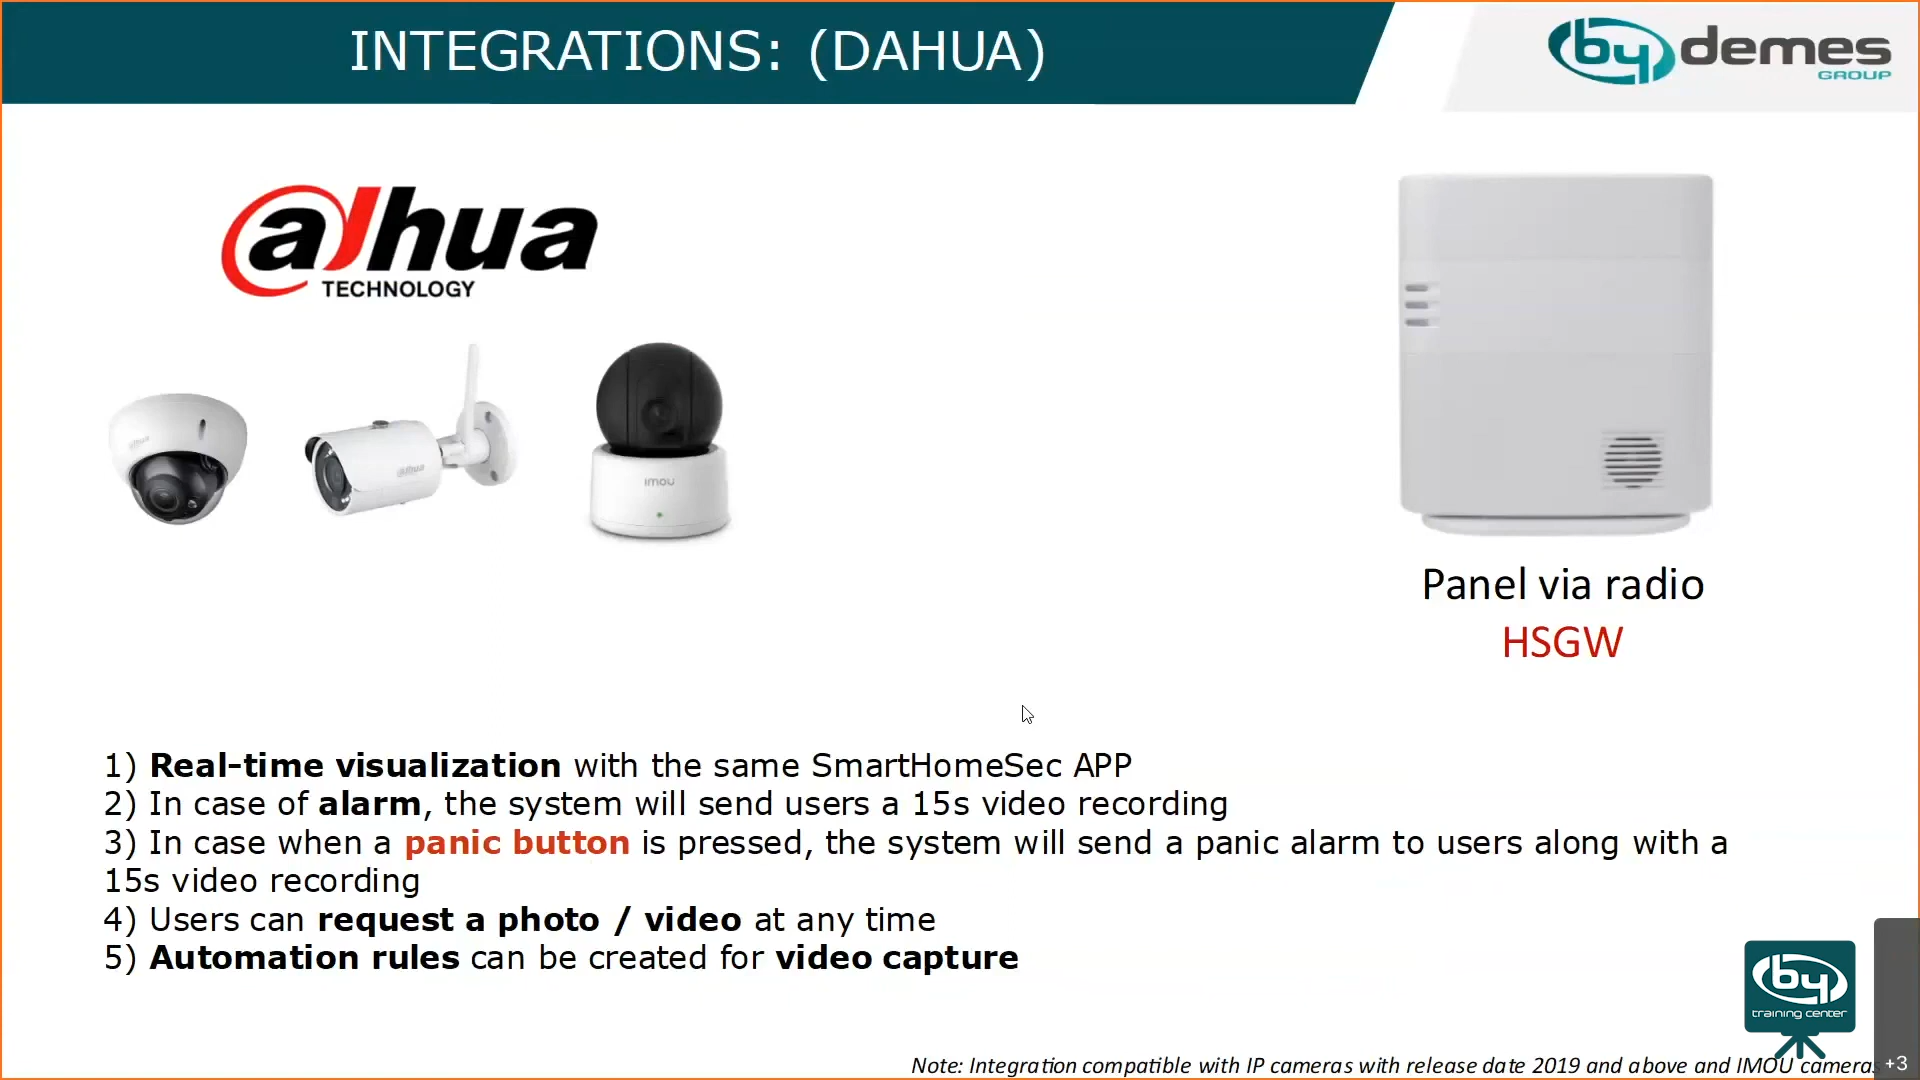 INTEGRATIONS: (DAHUA)
by demes
GROUP
alhua
TECHNOLOGY
alhua
alhua
imou
Panel via radio
HSGW
1) Real-time visualization with the same SmartHomeSec APP
2) In case of alarm, the system will send users a 15s video recording
3) In case when a panic button is pressed, the system will send a panic alarm to users along with a
15s video recording
4) Users can request a photo / video at any time
5) Automation rules can be created for video capture
by
training center
Note: Integration compatible with IP cameras with release date 2019 and above and IMOU cameras
+3